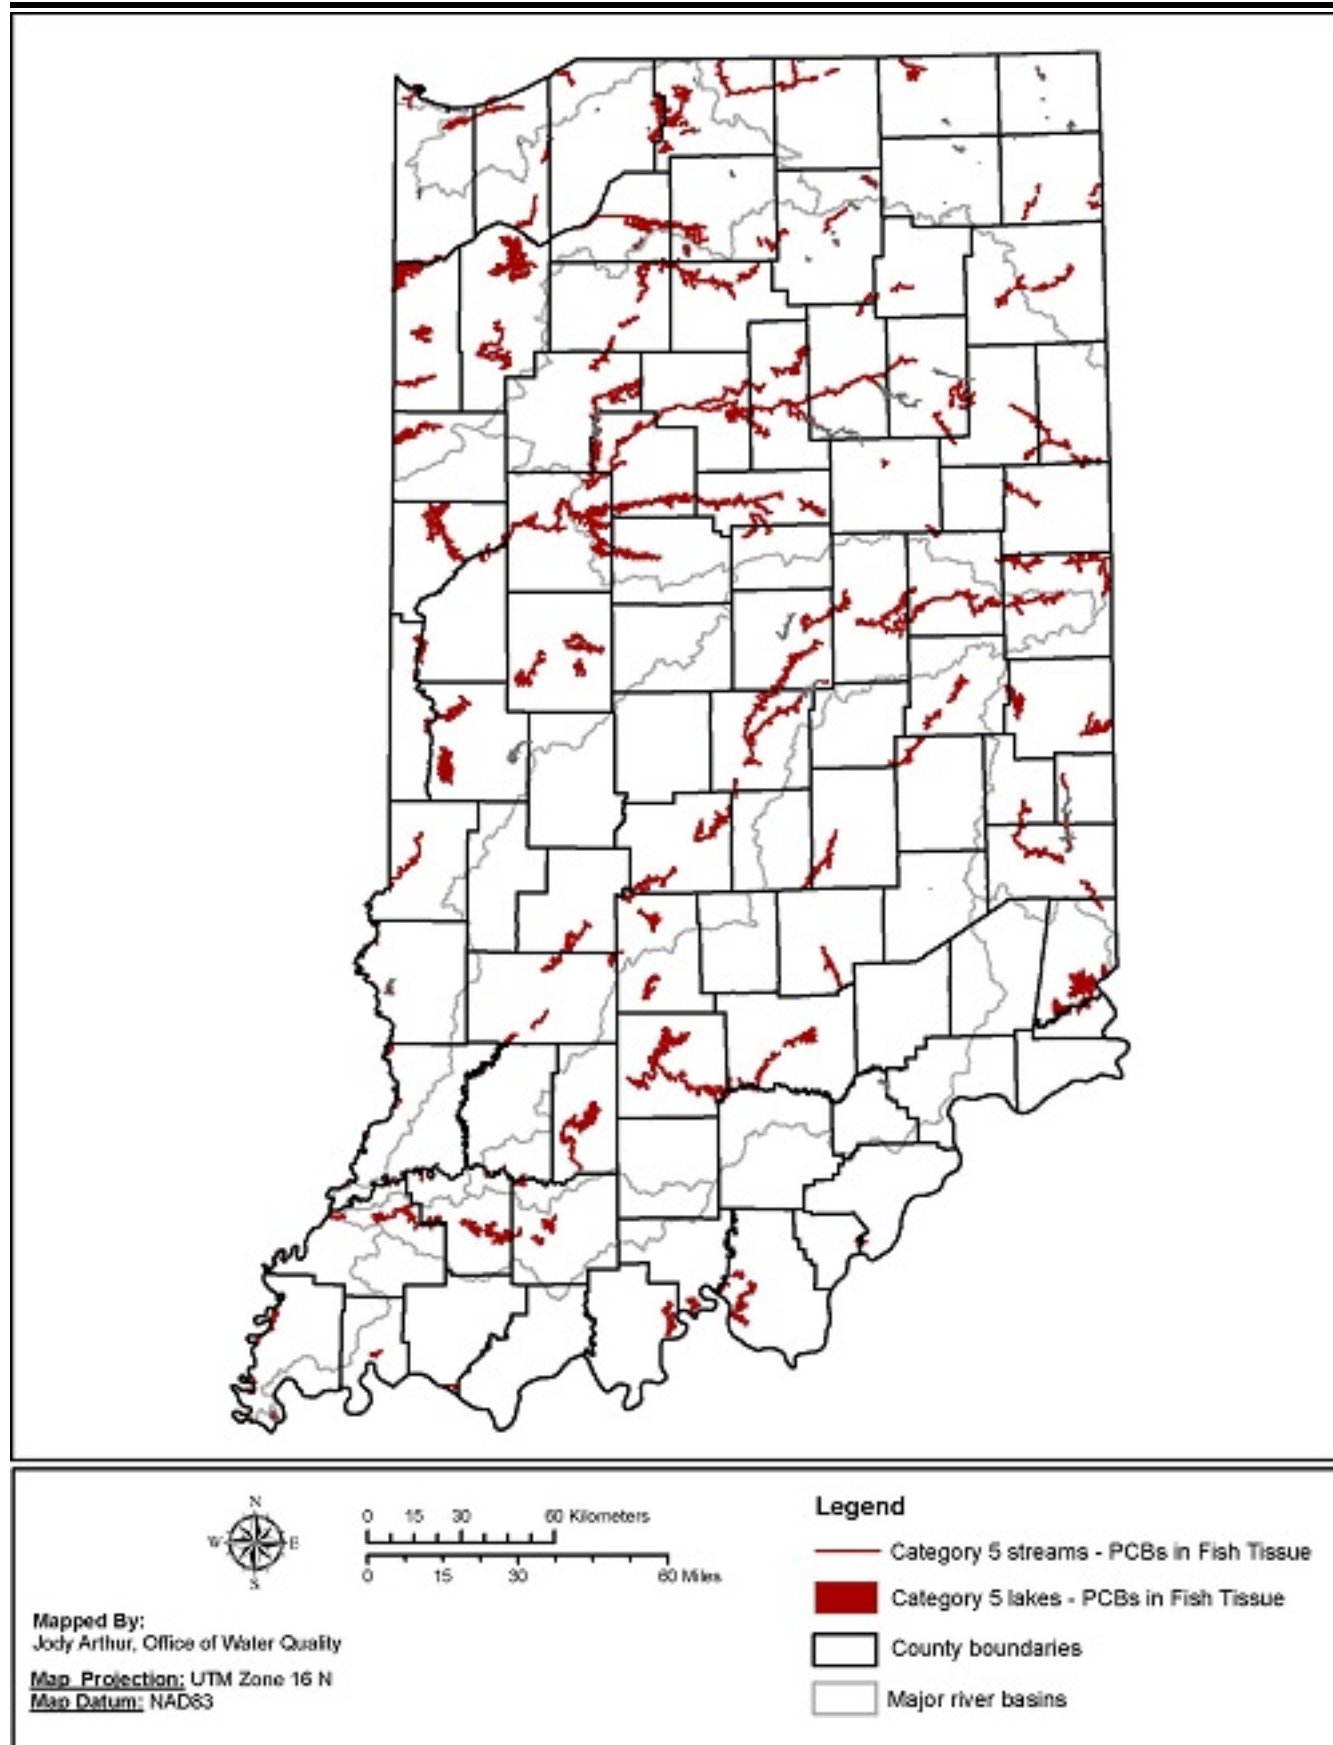 N
W E
S
0 15 30 60 Kilometers
0 15 30 60 Miles
Mapped By:
Jody Arthur, Office of Water Quality
Map Projection: UTM Zone 16 N
Map Datum: NAD83
Legend
Category 5 streams - PCBs in Fish Tissue
Category 5 lakes - PCBs in Fish Tissue
County boundaries
Major river basins